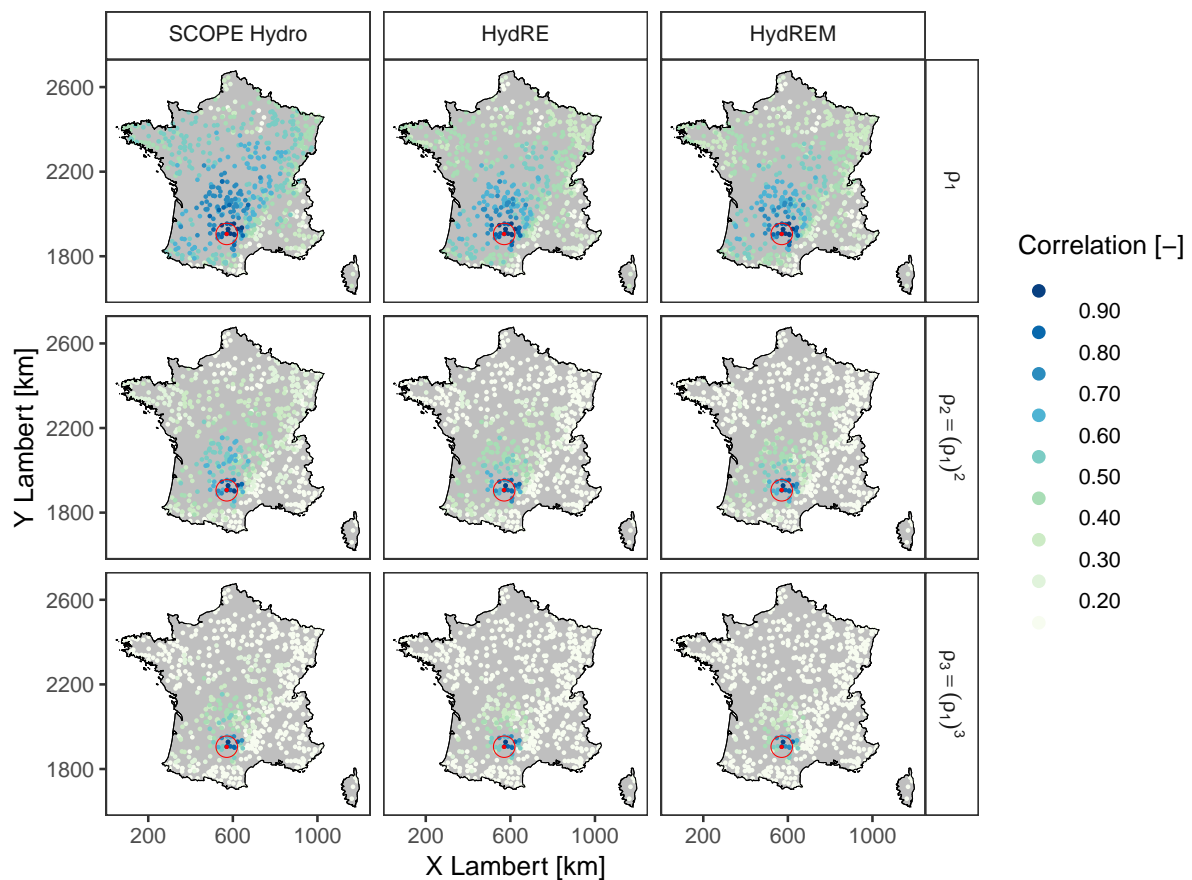 SCOPE Hydro HydRE HydREM
2600
2200
1800
ρ₁
2600
2200
1800
ρ₂ = (ρ₁)²
2600
2200
1800
ρ₃ = (ρ₁)³
200 600 1000 200 600 1000 200 600 1000
X Lambert [km]
Y Lambert [km]
Correlation [−]
0.90
0.80
0.70
0.60
0.50
0.40
0.30
0.20